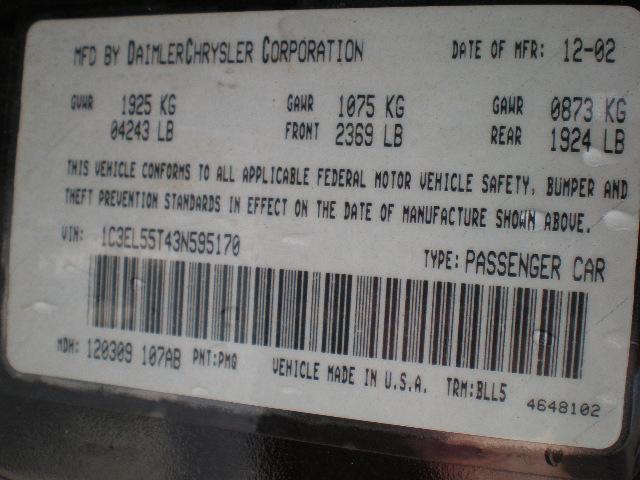 MFD BY DAIMLERCHRYSLER CORPORATION DATE OF MFR: 12-02
GVWR 1925 KG GAWR 1075 KG GAWR 0873 KG
04243 LB FRONT 2369 LB REAR 1924 LB
THIS VEHICLE CONFORMS TO ALL APPLICABLE FEDERAL MOTOR VEHICLE SAFETY, BUMPER AND
THEFT PREVENTION STANDARDS IN EFFECT ON THE DATE OF MANUFACTURE SHOWN ABOVE.
VIN: 1C3EL55T43N595170 TYPE: PASSENGER CAR
MDH: 120309 107AB PNT:PMQ VEHICLE MADE IN U.S.A. TRM:BLL5
4648102